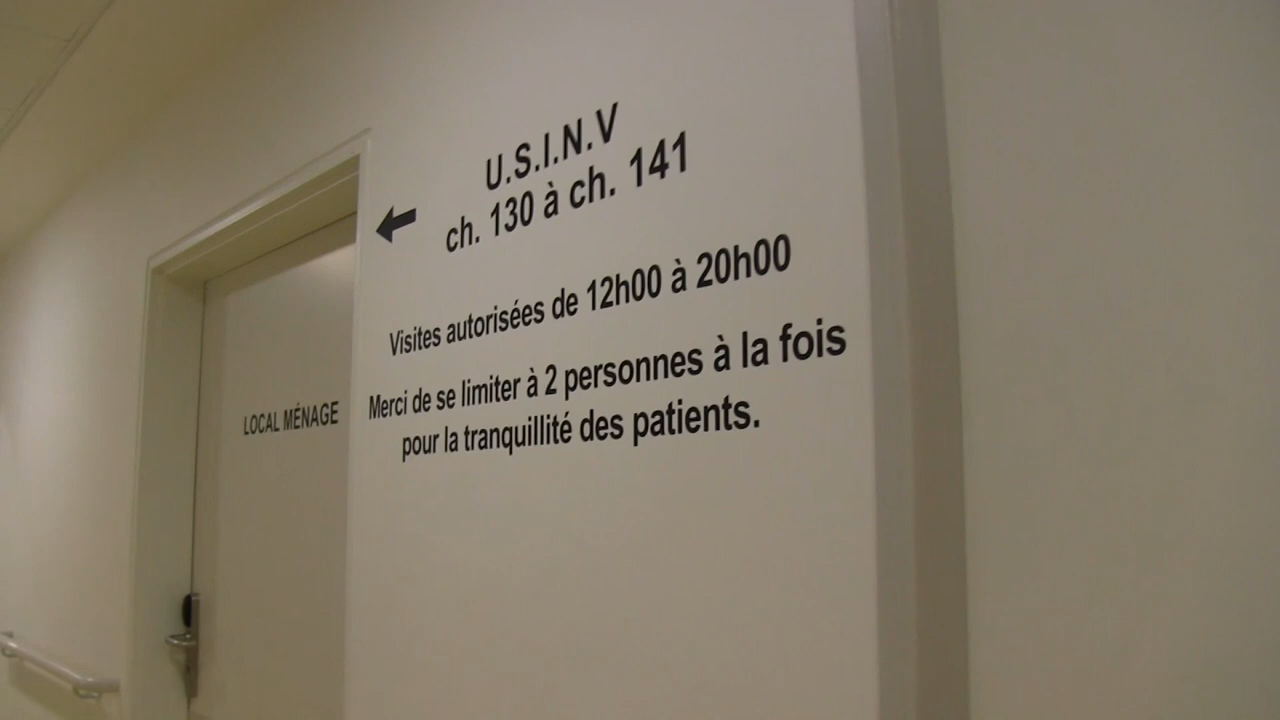 U.S.I.N.V
ch. 130 à ch. 141
Visites autorisées de 12h00 à 20h00
Merci de se limiter à 2 personnes à la fois
pour la tranquillité des patients.
LOCAL MÉNAGE